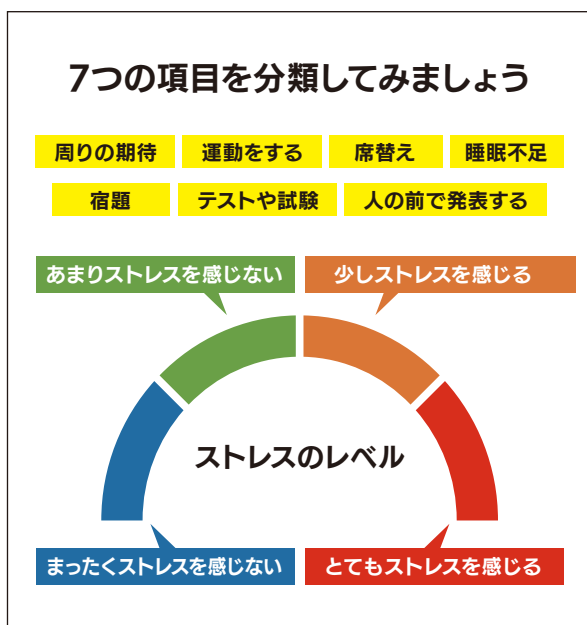 7つの項目を分類してみましょう
周りの期待 運動をする 席替え 睡眠不足
宿題 テストや試験 人の前で発表する
あまりストレスを感じない 少しストレスを感じる
ストレスのレベル
まったくストレスを感じない とてもストレスを感じる